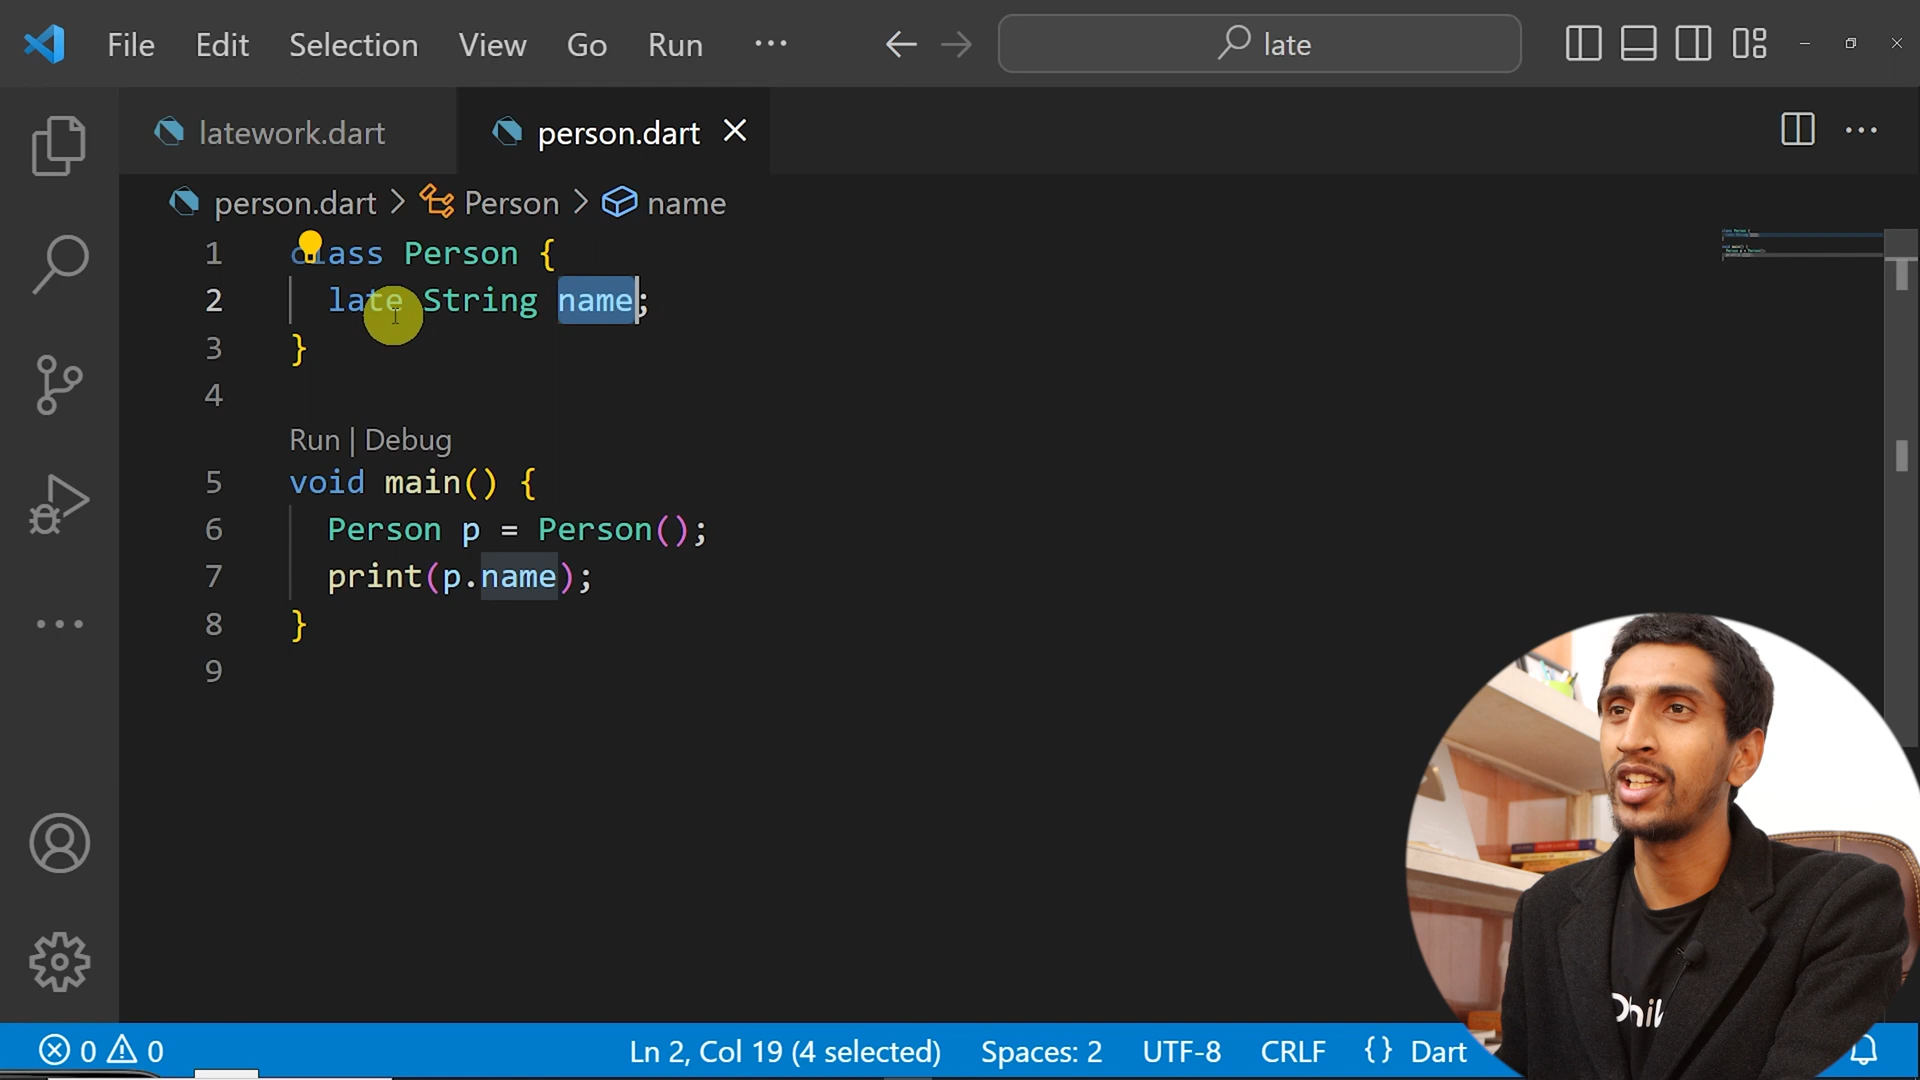 File Edit Selection View Go Run ··· late
latework.dart person.dart
person.dart > Person > name
1 class Person {
2 late String name;
3 }
4
Run | Debug
5 void main() {
6 Person p = Person();
7 print(p.name);
8 }
9
0 0 Ln 2, Col 19 (4 selected) Spaces: 2 UTF-8 CRLF {} Dart